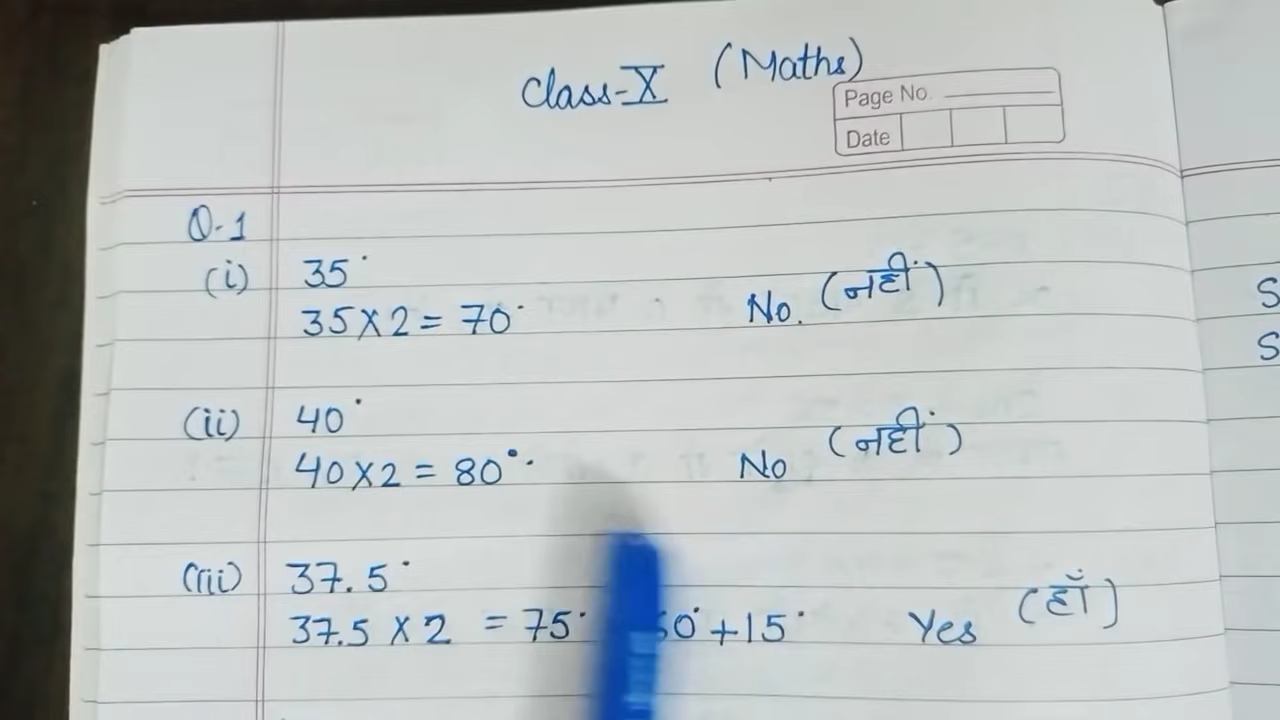 Class-X (Maths)
Page No.
Date
Q.1
(i) 35°
35×2 = 70° No. (नहीं)
(ii) 40°
40×2 = 80° No (नहीं)
(iii) 37.5°
37.5 × 2 = 75° 60°+15° Yes (हाँ)
S
S